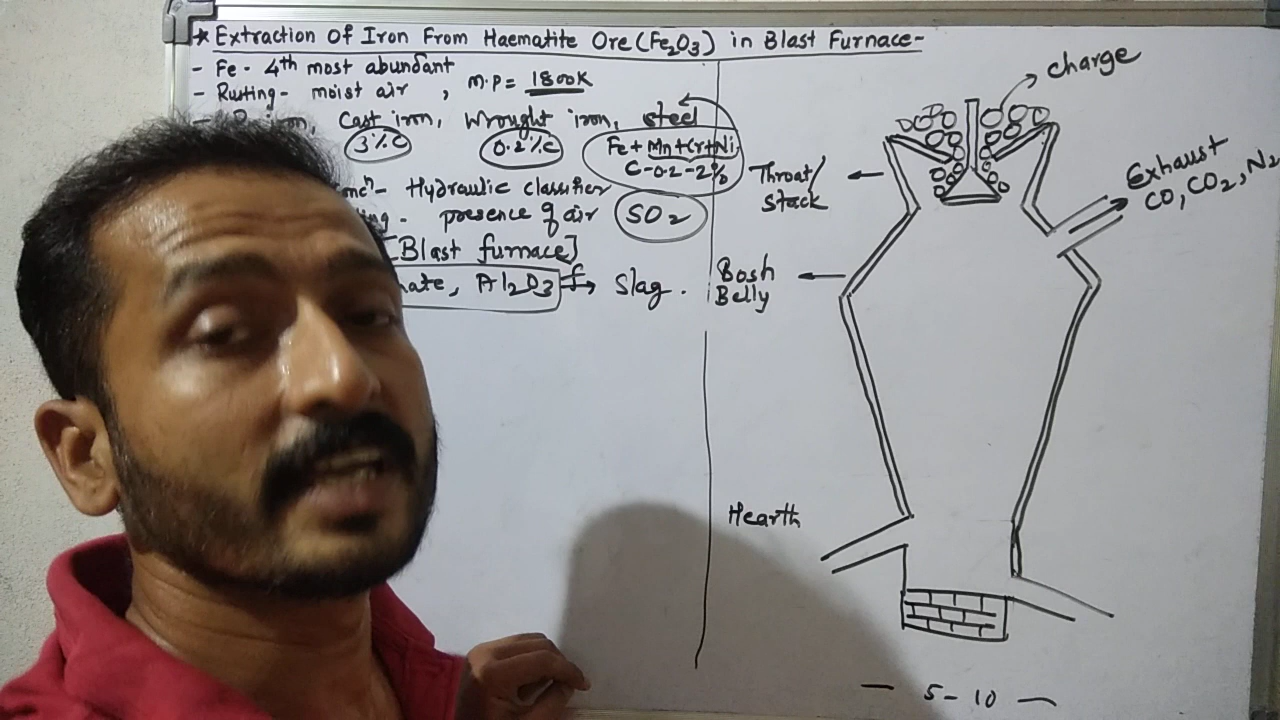 * Extraction Of Iron From Haematite Ore (Fe2O3) in Blast Furnace-
- Fe - 4th most abundant
- Rusting - moist air , m.p = 1800K
iron, Cast iron, Wrought iron, steel
3%C 0.2%C Fe + Mn + Cr + Ni
C-0.2-2%
- Hydraulic classifier
- presence of air SO2
[Blast furnace]
Al2O3 → Slag .
charge
Exhaust
CO, CO2, N2
Throat/
Stack
Bosh
Belly
Hearth
— 5-10 —